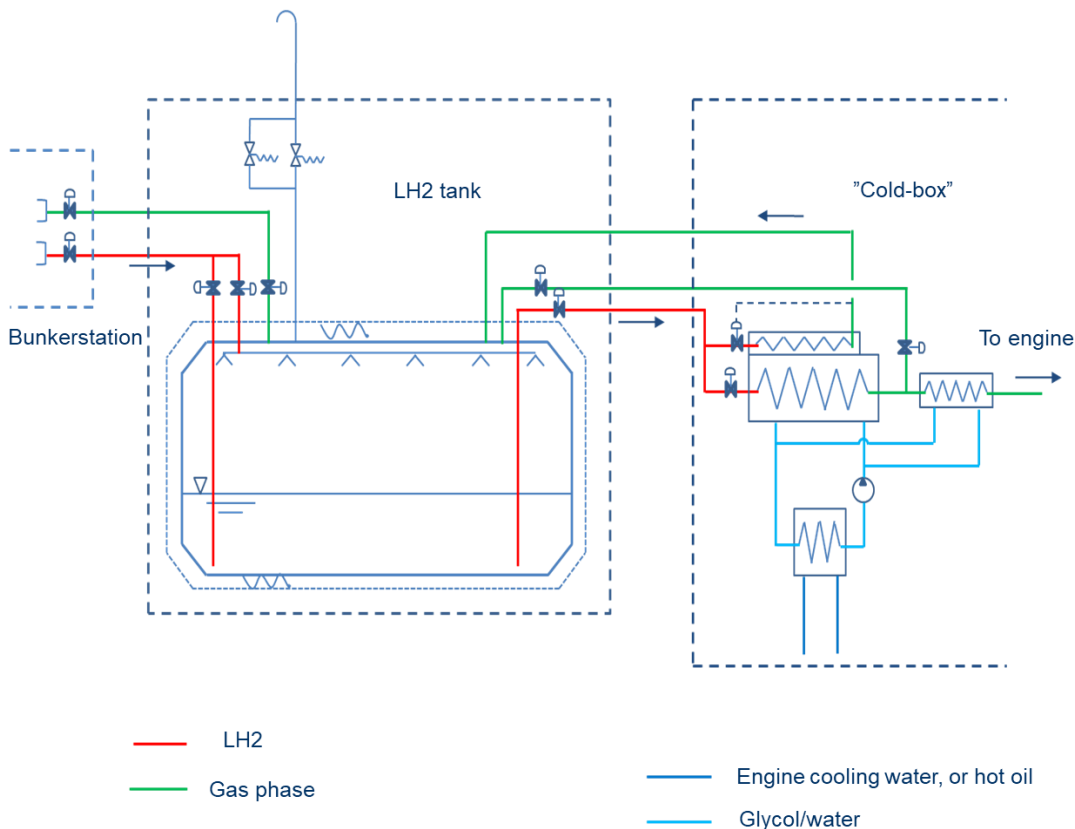 LH2 tank
”Cold-box”
Bunkerstation
To engine
LH2
Gas phase
Engine cooling water, or hot oil
Glycol/water